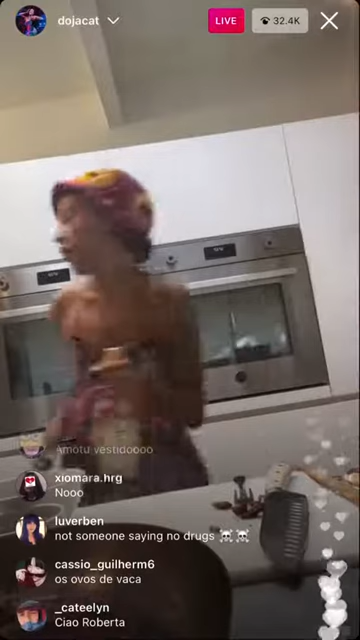 dojacat
LIVE
32.4K
Amotu vestidoooo
xiomara.hrg
Nooo
luverben
not someone saying no drugs ☠️☠️
cassio_guilherm6
os ovos de vaca
_cateelyn
Ciao Roberta